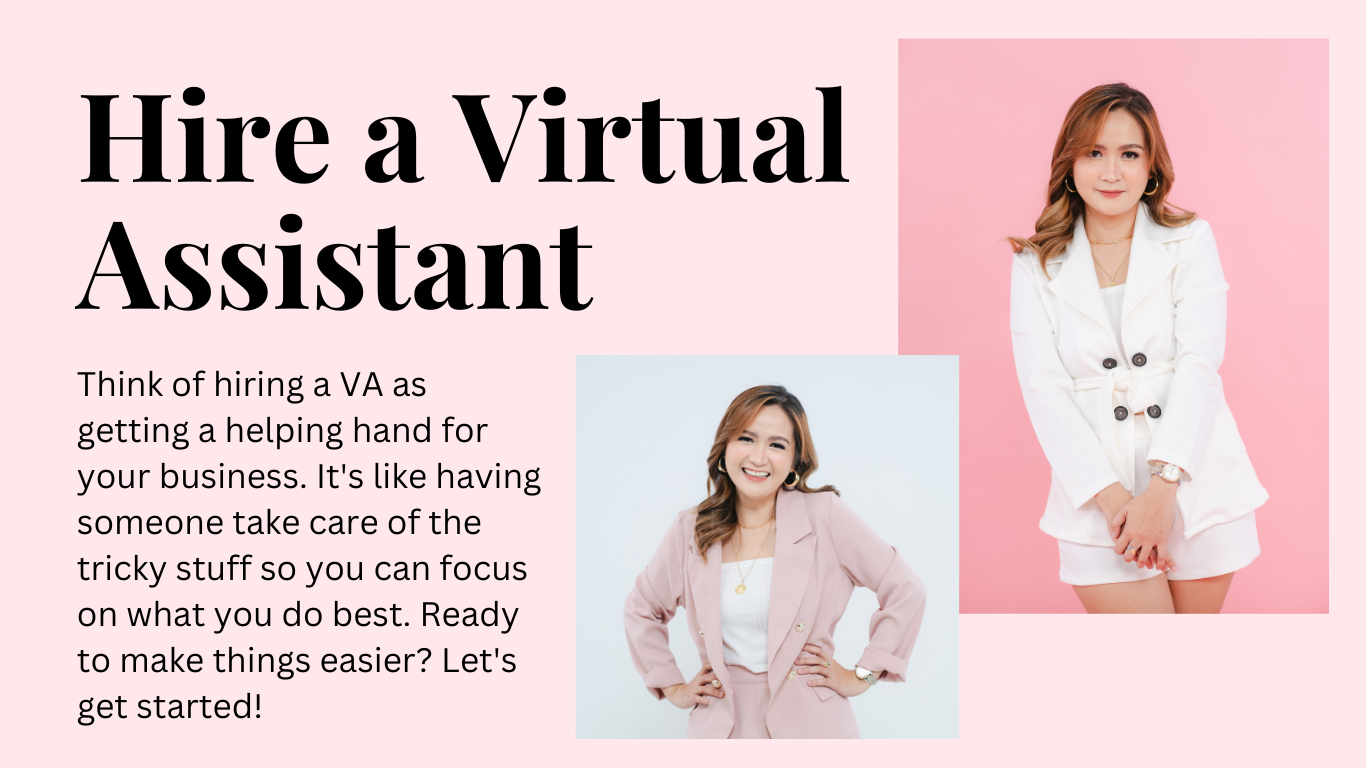 Hire a Virtual
Assistant
Think of hiring a VA as
getting a helping hand for
your business. It's like having
someone take care of the
tricky stuff so you can focus
on what you do best. Ready
to make things easier? Let's
get started!